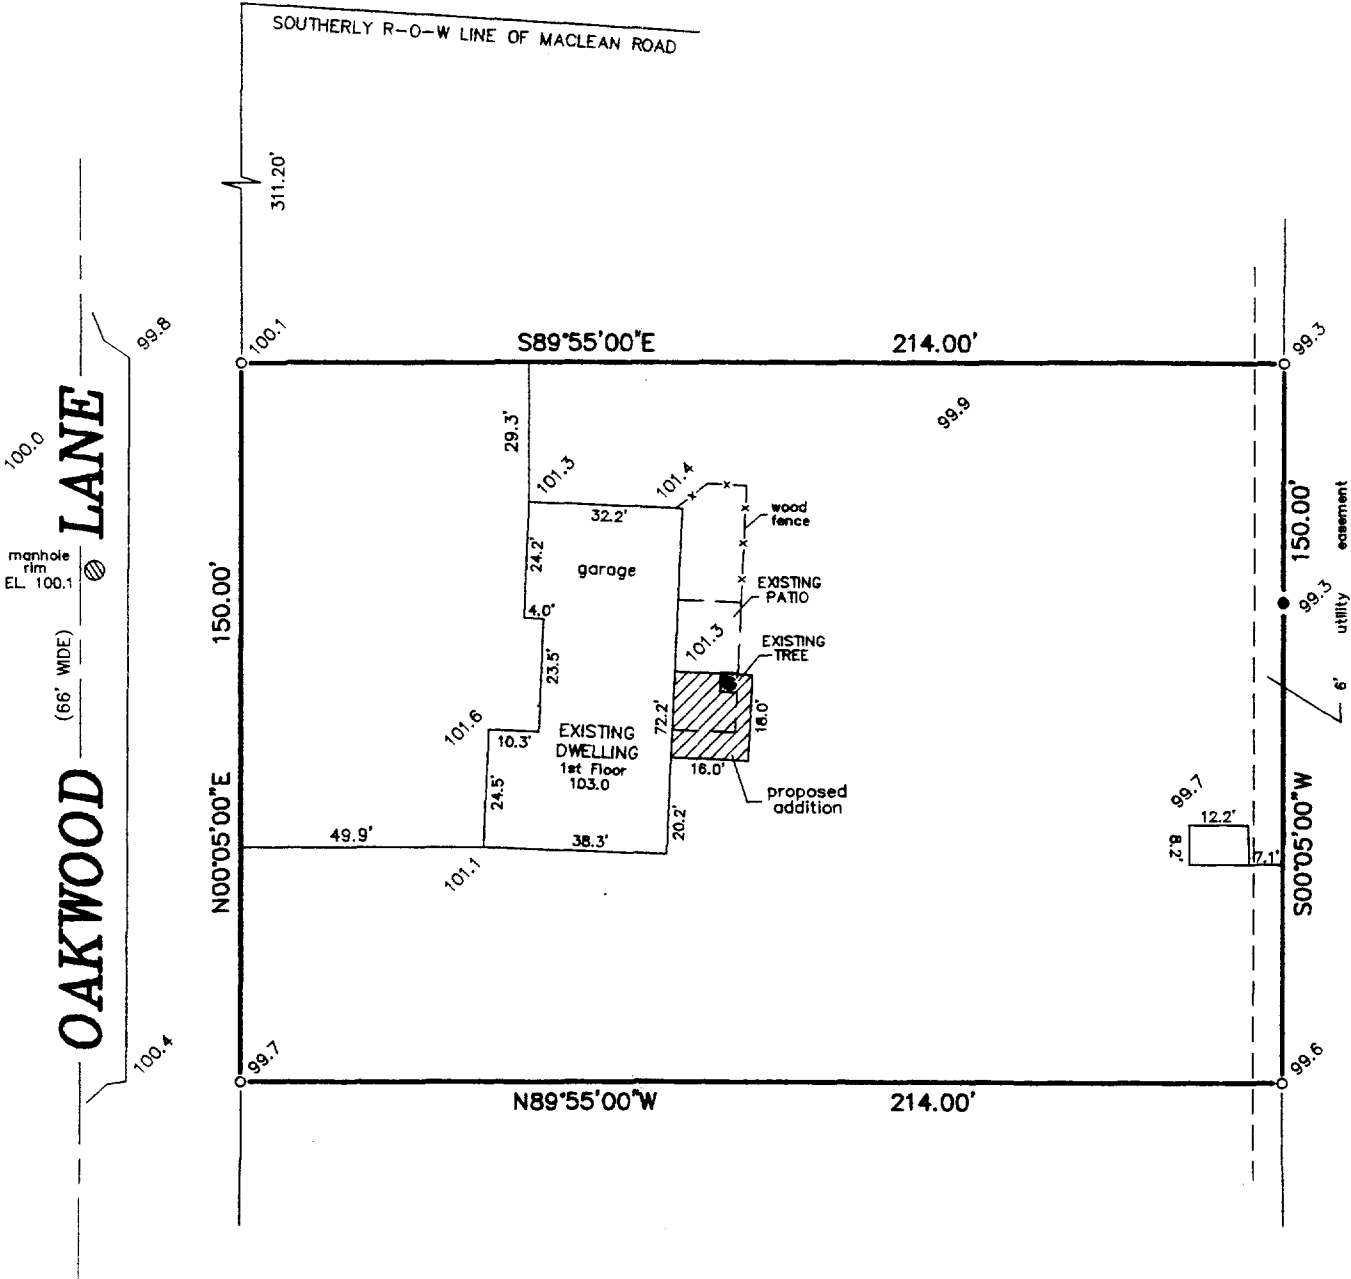 SOUTHERLY R-O-W LINE OF MACLEAN ROAD
311.20'
99.8
100.1
S89°55'00"E
214.00'
99.3
99.9
100.0
OAKWOOD LANE
(66' WIDE)
manhole
rim
EL. 100.1
29.3'
101.3
101.4
32.2'
wood
fence
24.2'
garage
EXISTING
PATIO
4.0'
101.3
EXISTING
TREE
150.00'
N00°05'00"E
23.5'
101.6
10.3'
EXISTING
DWELLING
1st Floor
103.0
72.2'
18.0'
16.0'
proposed
addition
24.5'
20.2'
49.9'
38.3'
101.1
150.00'
99.3
6' utility easement
99.7
12.2'
8.2'
7.1'
S00°05'00"W
100.4
99.7
99.6
N89°55'00"W
214.00'